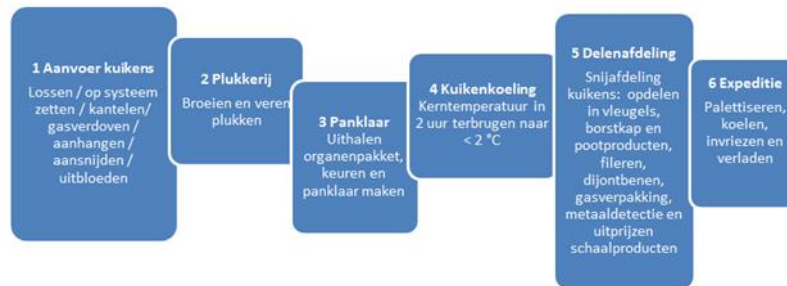 1 Aanvoer kuikens
Lossen / op systeem
zetten / kantelen/
gasverdoven /
aanhangen /
aansnijden /
uitbloeden
2 Plukkerij
Broeien en veren
plukken
3 Panklaar
Uithalen
organenpakket,
keuren en
panklaar maken
4 Kuikenkoeling
Kerntemperatuur in
2 uur terbrugen naar
< 2 °C
5 Delenafdeling
Snijafdeling
kuikens: opdelen
in vleugels,
borstkap en
pootproducten,
fileren,
dijontbenen,
gasverpakking,
metaaldetectie en
uitprijzen
schaalproducten
6 Expeditie
Palettiseren,
koelen,
invriezen en
verladen